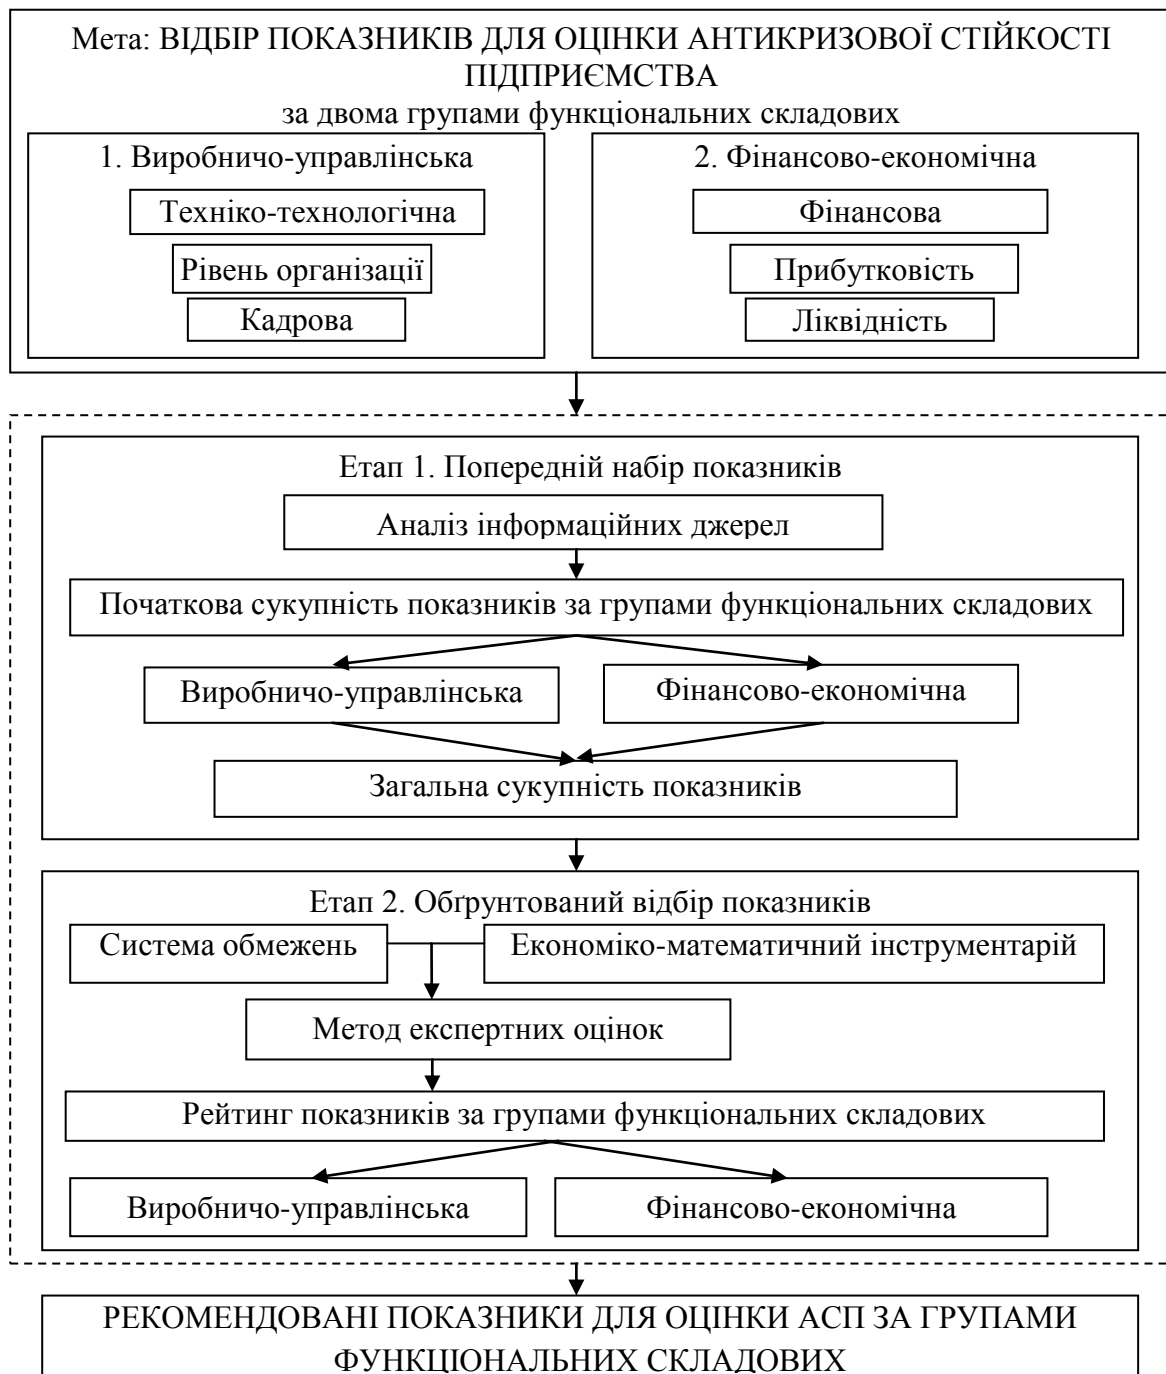 Мета: ВІДБІР ПОКАЗНИКІВ ДЛЯ ОЦІНКИ АНТИКРИЗОВОЇ СТІЙКОСТІ
ПІДПРИЄМСТВА
за двома групами функціональних складових
1. Виробничо-управлінська
Техніко-технологічна
Рівень організації
Кадрова
2. Фінансово-економічна
Фінансова
Прибутковість
Ліквідність
Етап 1. Попередній набір показників
Аналіз інформаційних джерел
Початкова сукупність показників за групами функціональних складових
Виробничо-управлінська
Фінансово-економічна
Загальна сукупність показників
Етап 2. Обґрунтований відбір показників
Система обмежень
Економіко-математичний інструментарій
Метод експертних оцінок
Рейтинг показників за групами функціональних складових
Виробничо-управлінська
Фінансово-економічна
РЕКОМЕНДОВАНІ ПОКАЗНИКИ ДЛЯ ОЦІНКИ АСП ЗА ГРУПАМИ
ФУНКЦІОНАЛЬНИХ СКЛАДОВИХ